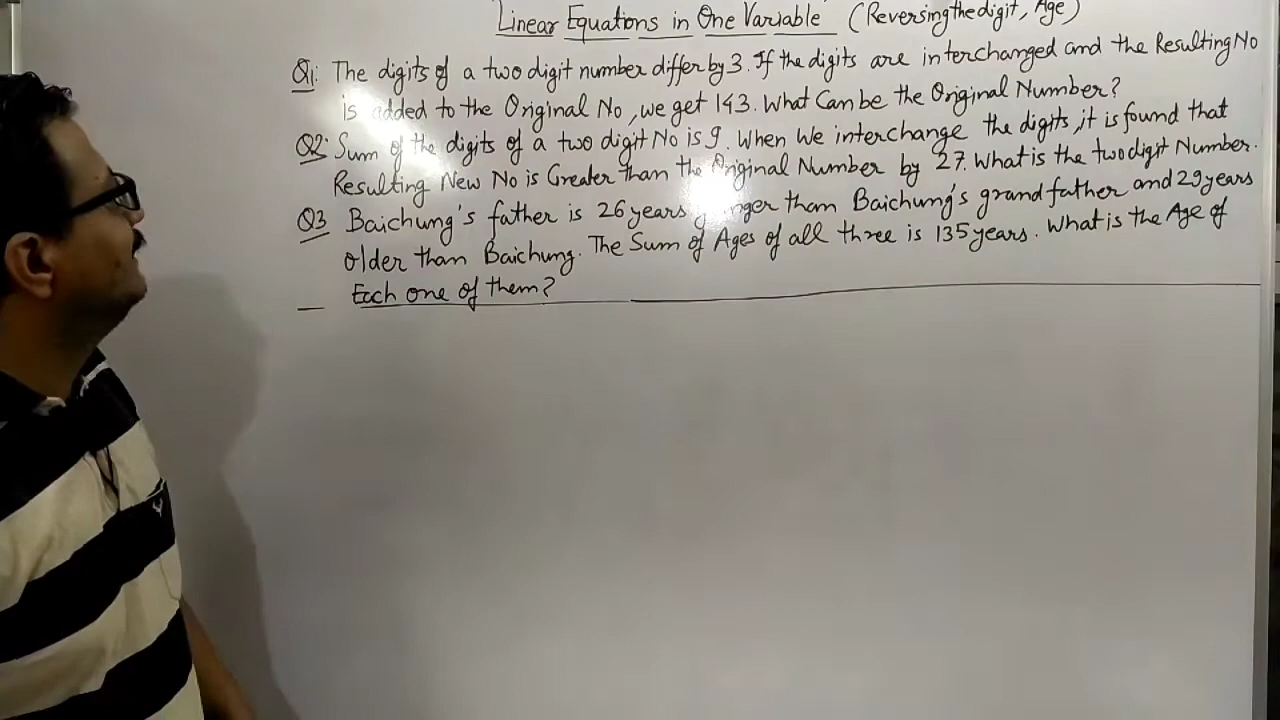 Linear Equations in One Variable (Reversing the digit, Age)
Q1: The digits of a two digit number differ by 3. If the digits are interchanged and the Resulting No
is added to the Original No, we get 143. What Can be the Original Number?
Q2: Sum of the digits of a two digit No is 9. When We interchange the digits, it is found that
Resulting New No is Greater than the Original Number by 27. What is the two digit Number.
Q3 Baichung's father is 26 years than Baichung's grand father and 29 years
older than Baichung. The Sum of Ages of all three is 135 years. What is the Age of
Each one of them?